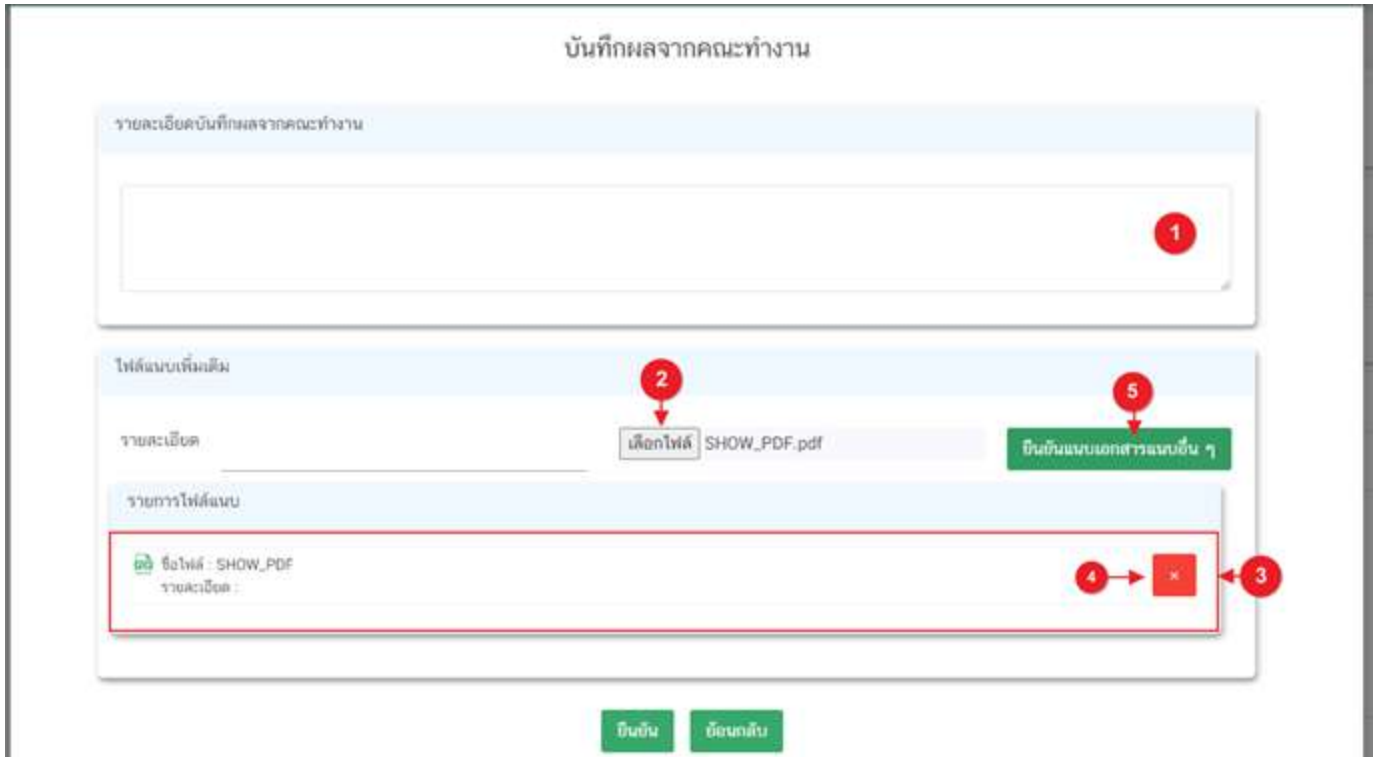 บันทึกผลจากคณะทำงาน
รายละเอียดบันทึกผลจากคณะทำงาน
1
ไฟล์แนบเพิ่มเติม
2
5
รายละเอียด
เลือกไฟล์ SHOW_PDF.pdf
ยืนยันแนบเอกสารแนบอื่น ๆ
รายการไฟล์แนบ
ชื่อไฟล์ : SHOW_PDF
รายละเอียด :
4
×
3
ยืนยัน
ย้อนกลับ